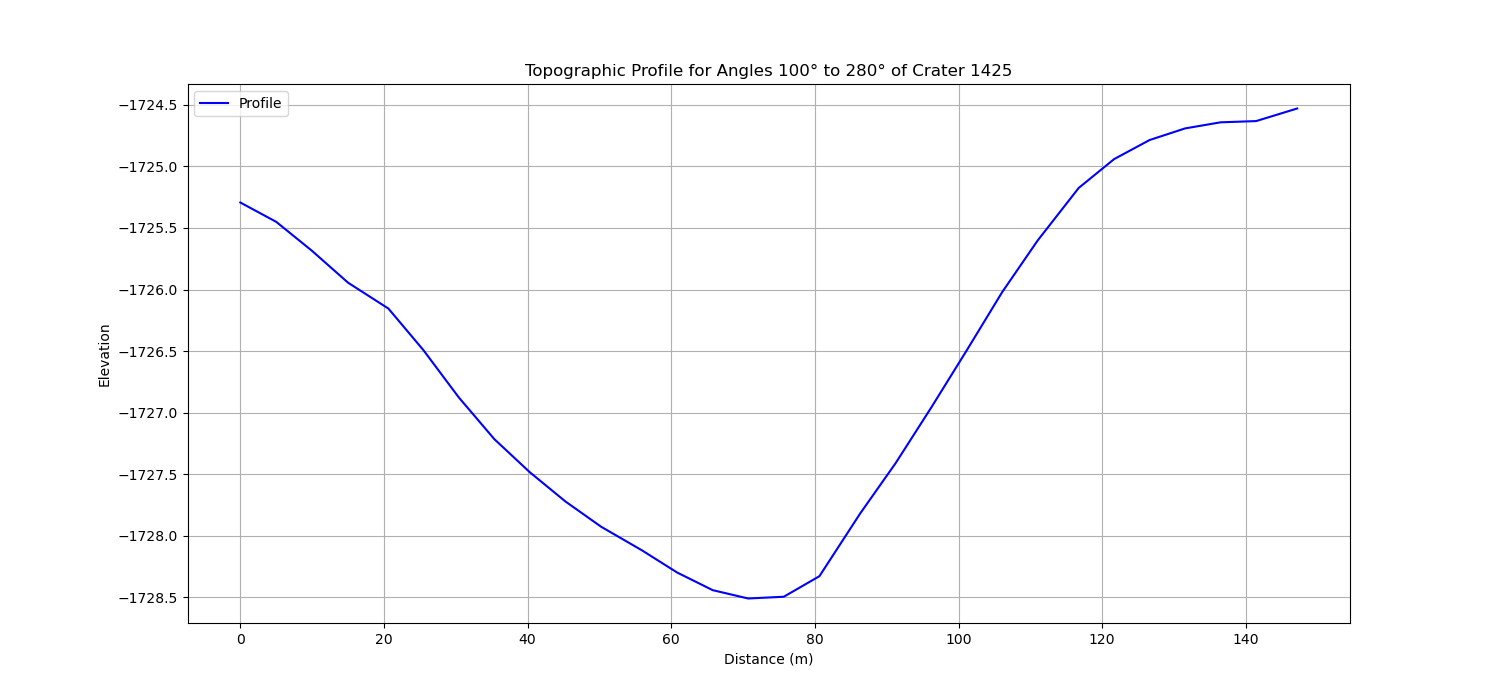 Topographic Profile for Angles 100° to 280° of Crater 1425
Profile
−1724.5
−1725.0
−1725.5
−1726.0
−1726.5
−1727.0
−1727.5
−1728.0
−1728.5
Elevation
0 20 40 60 80 100 120 140
Distance (m)